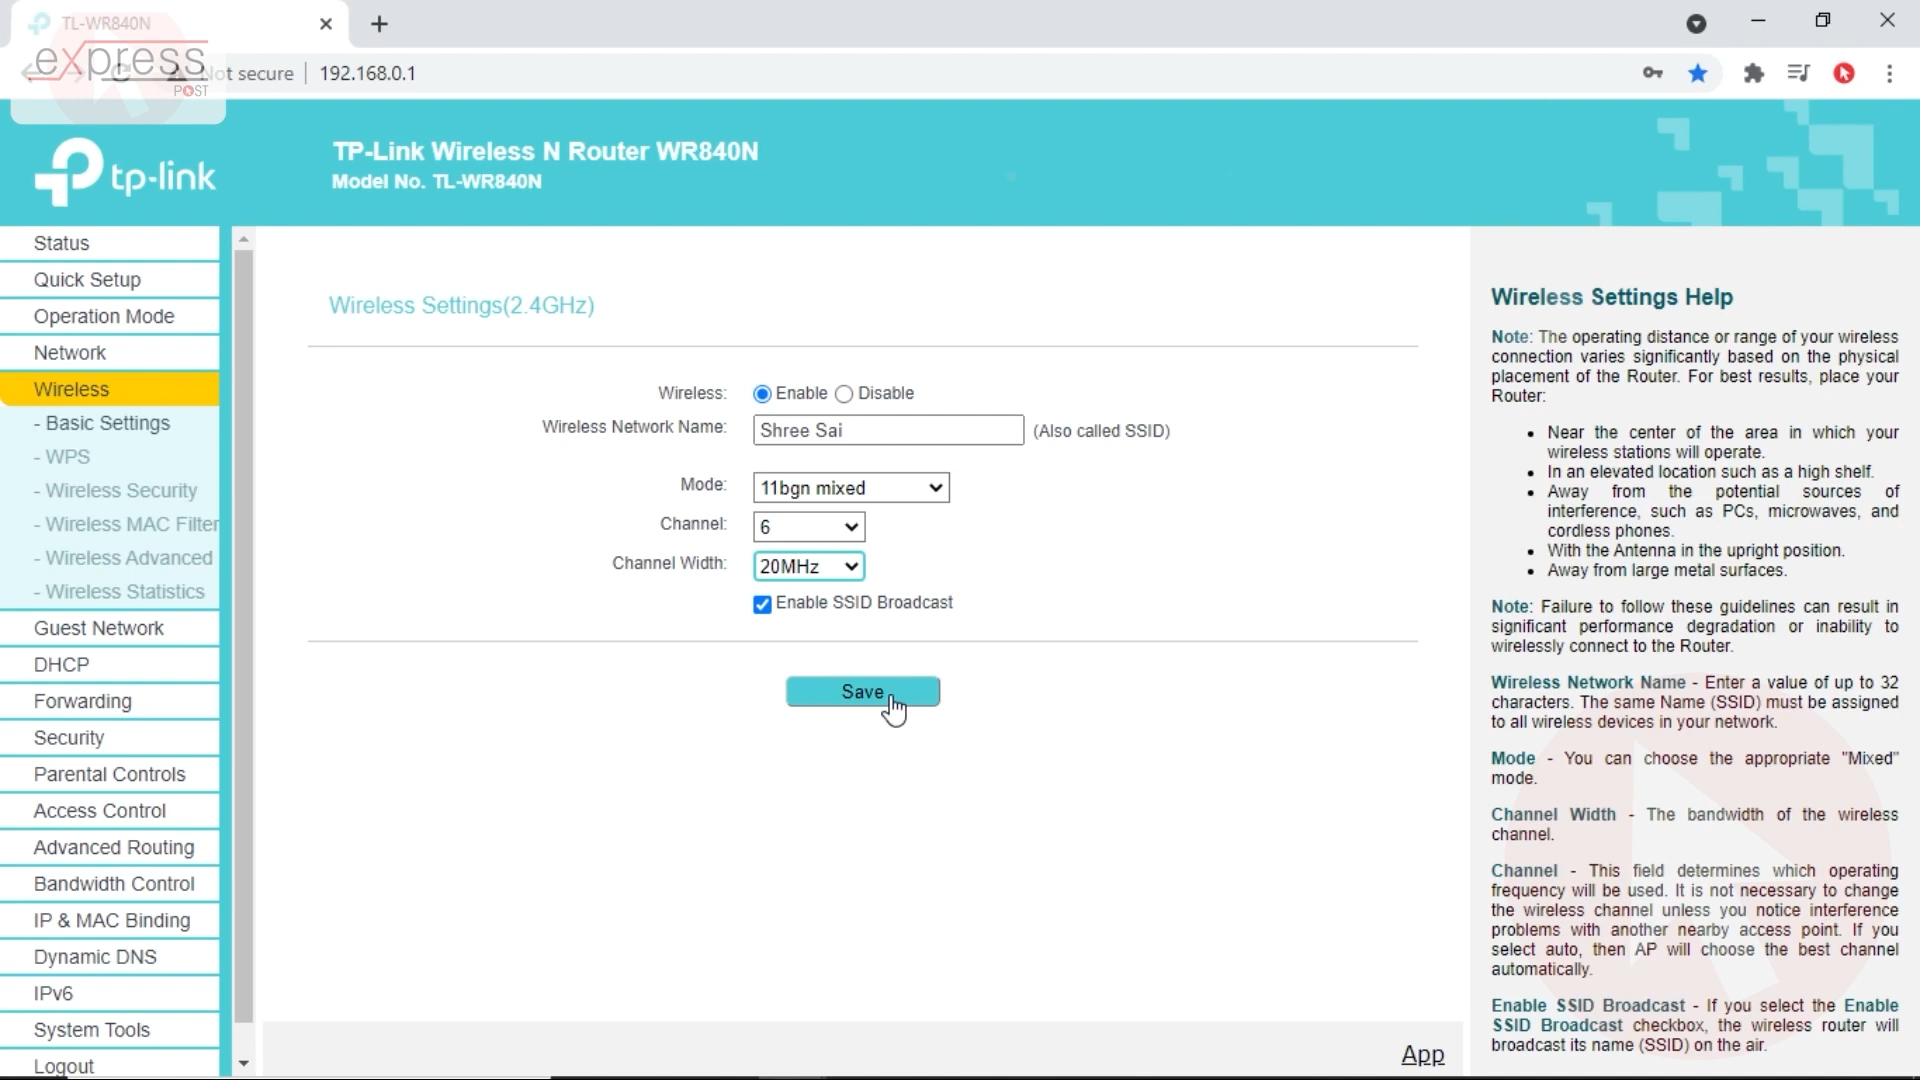 TL-WR840N
express
POST
Not secure
192.168.0.1
tp-link
TP-Link Wireless N Router WR840N
Model No. TL-WR840N
Status
Quick Setup
Operation Mode
Network
Wireless
- Basic Settings
- WPS
- Wireless Security
- Wireless MAC Filter
- Wireless Advanced
- Wireless Statistics
Guest Network
DHCP
Forwarding
Security
Parental Controls
Access Control
Advanced Routing
Bandwidth Control
IP & MAC Binding
Dynamic DNS
IPv6
System Tools
Logout
Wireless Settings(2.4GHz)
Wireless: Enable Disable
Wireless Network Name: Shree Sai (Also called SSID)
Mode: 11bgn mixed
Channel: 6
Channel Width: 20MHz
Enable SSID Broadcast
Save
App
Wireless Settings Help
Note: The operating distance or range of your wireless
connection varies significantly based on the physical
placement of the Router. For best results, place your
Router:
• Near the center of the area in which your
wireless stations will operate.
• In an elevated location such as a high shelf.
• Away from the potential sources of
interference, such as PCs, microwaves, and
cordless phones.
• With the Antenna in the upright position.
• Away from large metal surfaces.
Note: Failure to follow these guidelines can result in
significant performance degradation or inability to
wirelessly connect to the Router.
Wireless Network Name - Enter a value of up to 32
characters. The same Name (SSID) must be assigned
to all wireless devices in your network.
Mode - You can choose the appropriate "Mixed"
mode.
Channel Width - The bandwidth of the wireless
channel.
Channel - This field determines which operating
frequency will be used. It is not necessary to change
the wireless channel unless you notice interference
problems with another nearby access point. If you
select auto, then AP will choose the best channel
automatically.
Enable SSID Broadcast - If you select the Enable
SSID Broadcast checkbox, the wireless router will
broadcast its name (SSID) on the air.